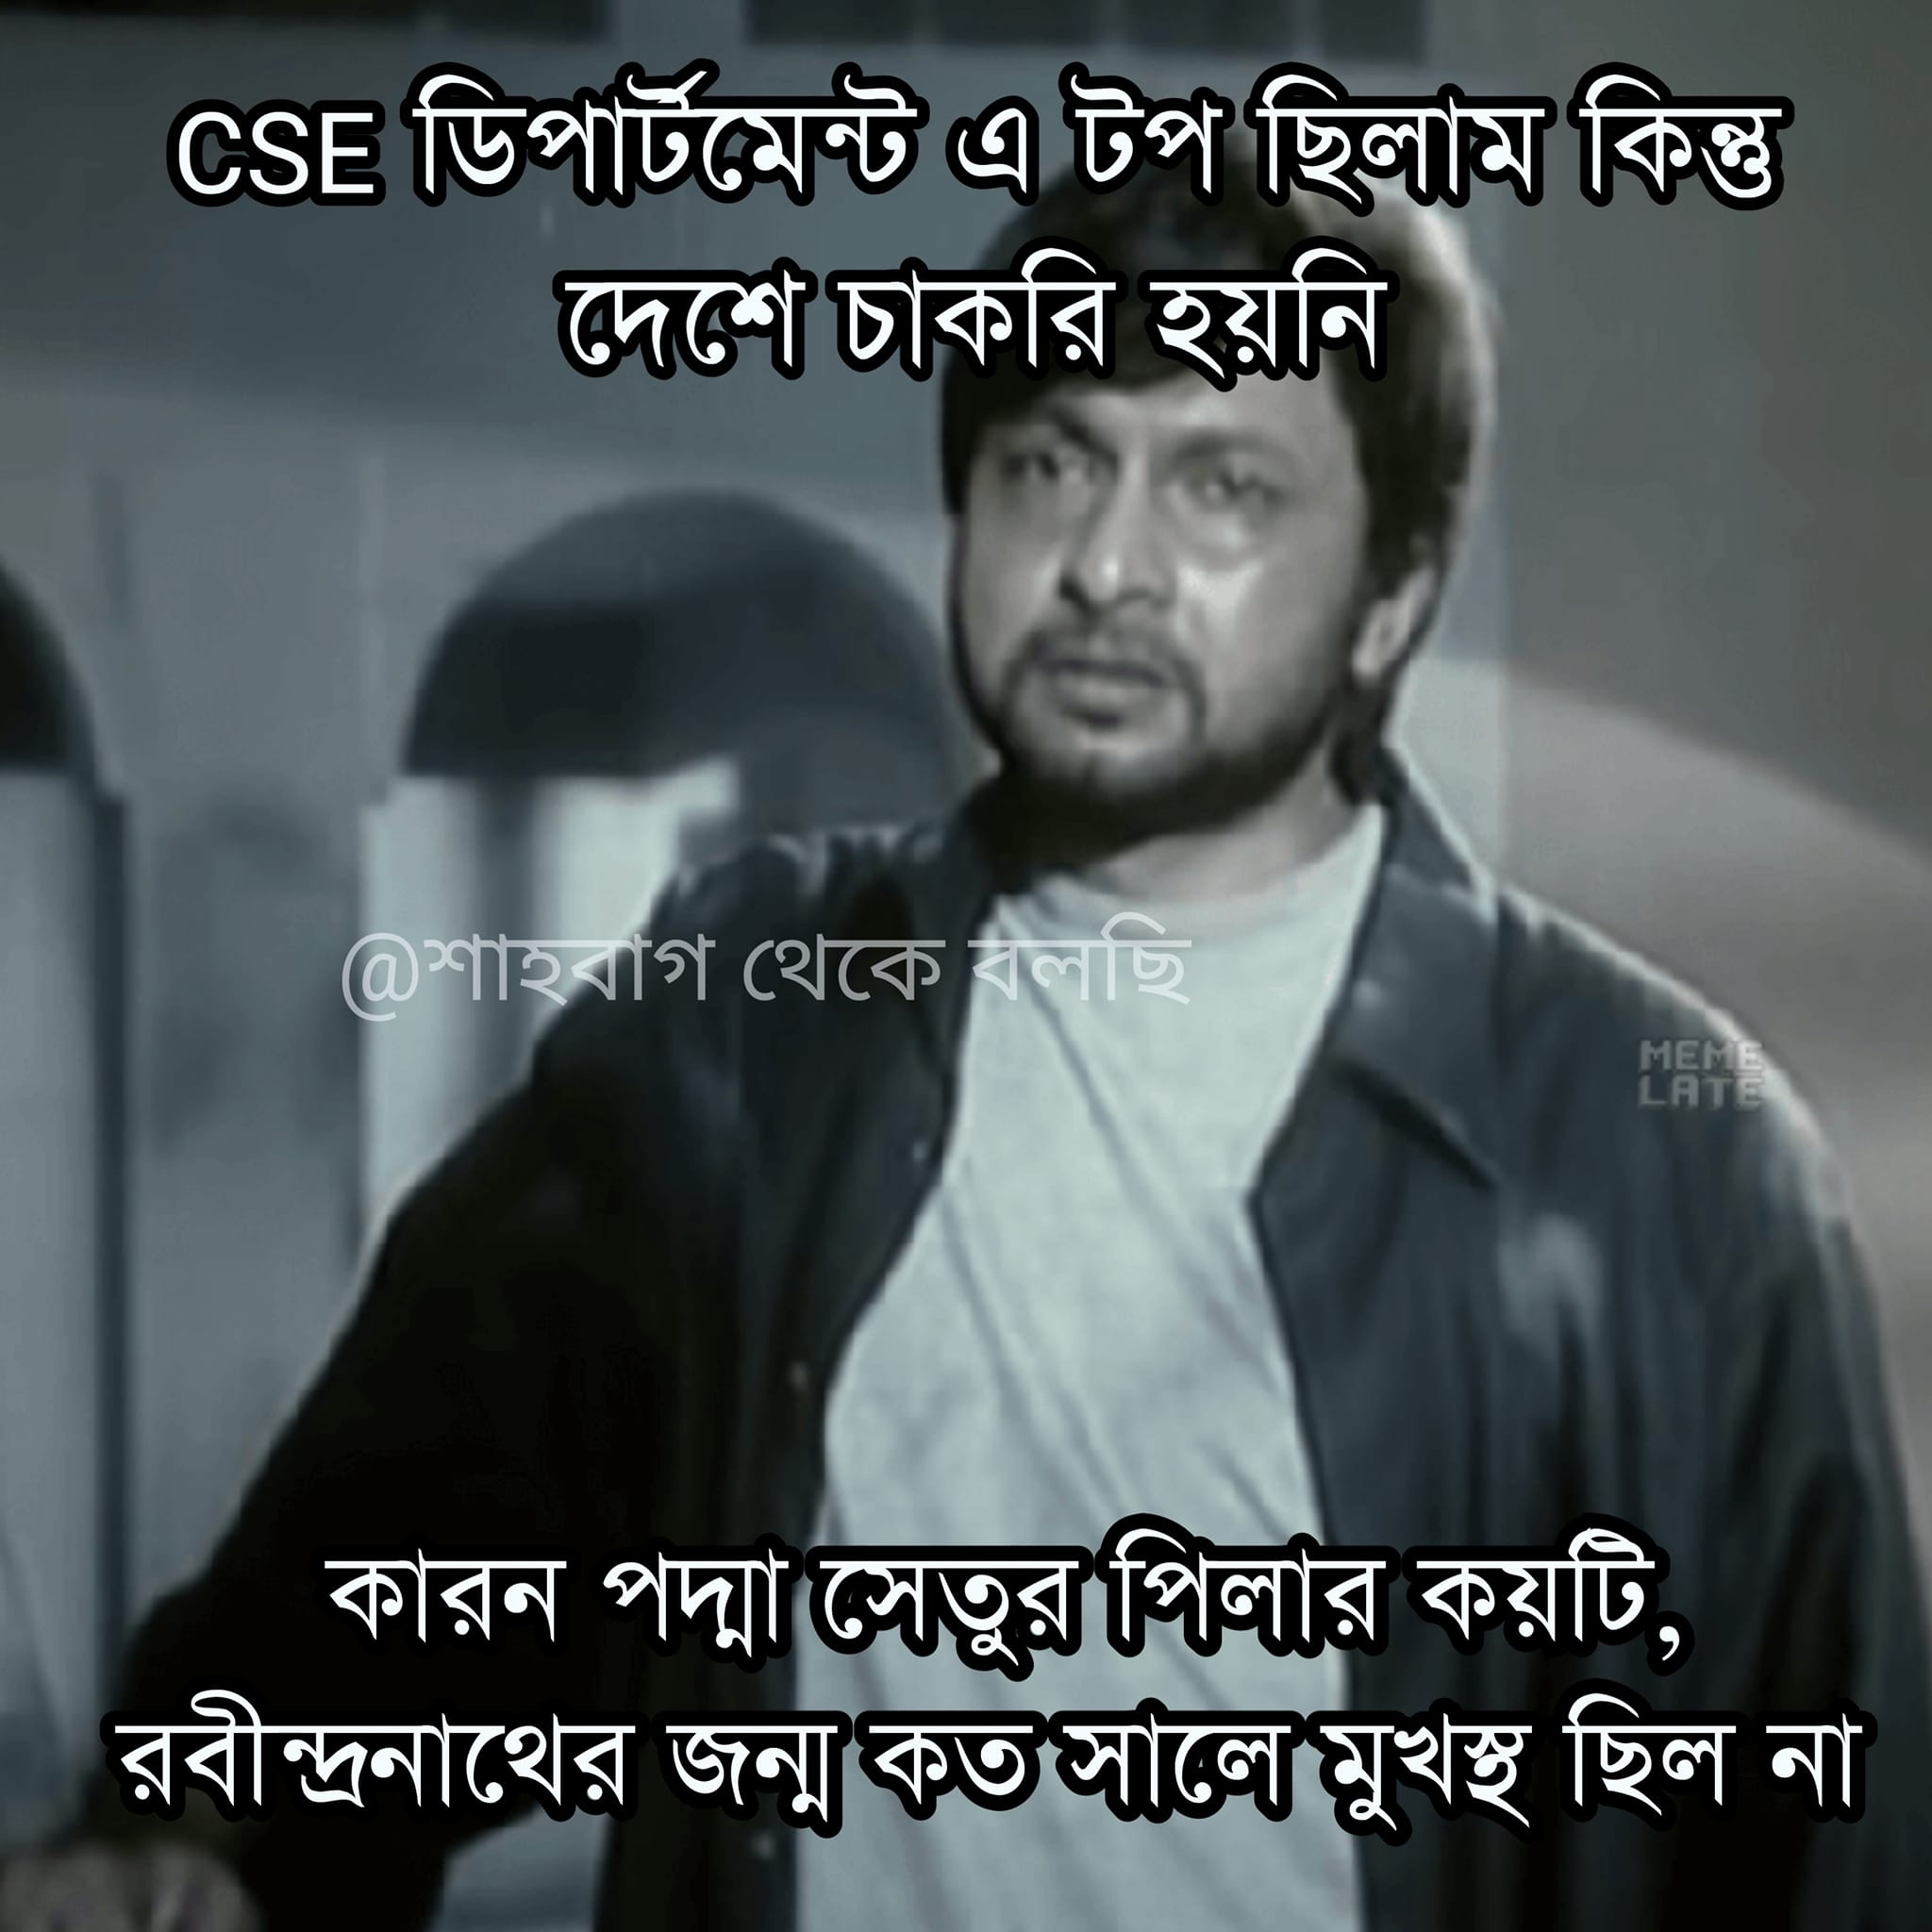 CSE ডিপার্টমেন্ট এ টপ ছিলাম কিন্তু
দেশে চাকরি হয়নি
@শাহবাগ থেকে বলছি
MEME
LATE
কারন পদ্মা সেতুর পিলার কয়টি,
রবীন্দ্রনাথের জন্ম কত সালে মুখস্থ ছিল না